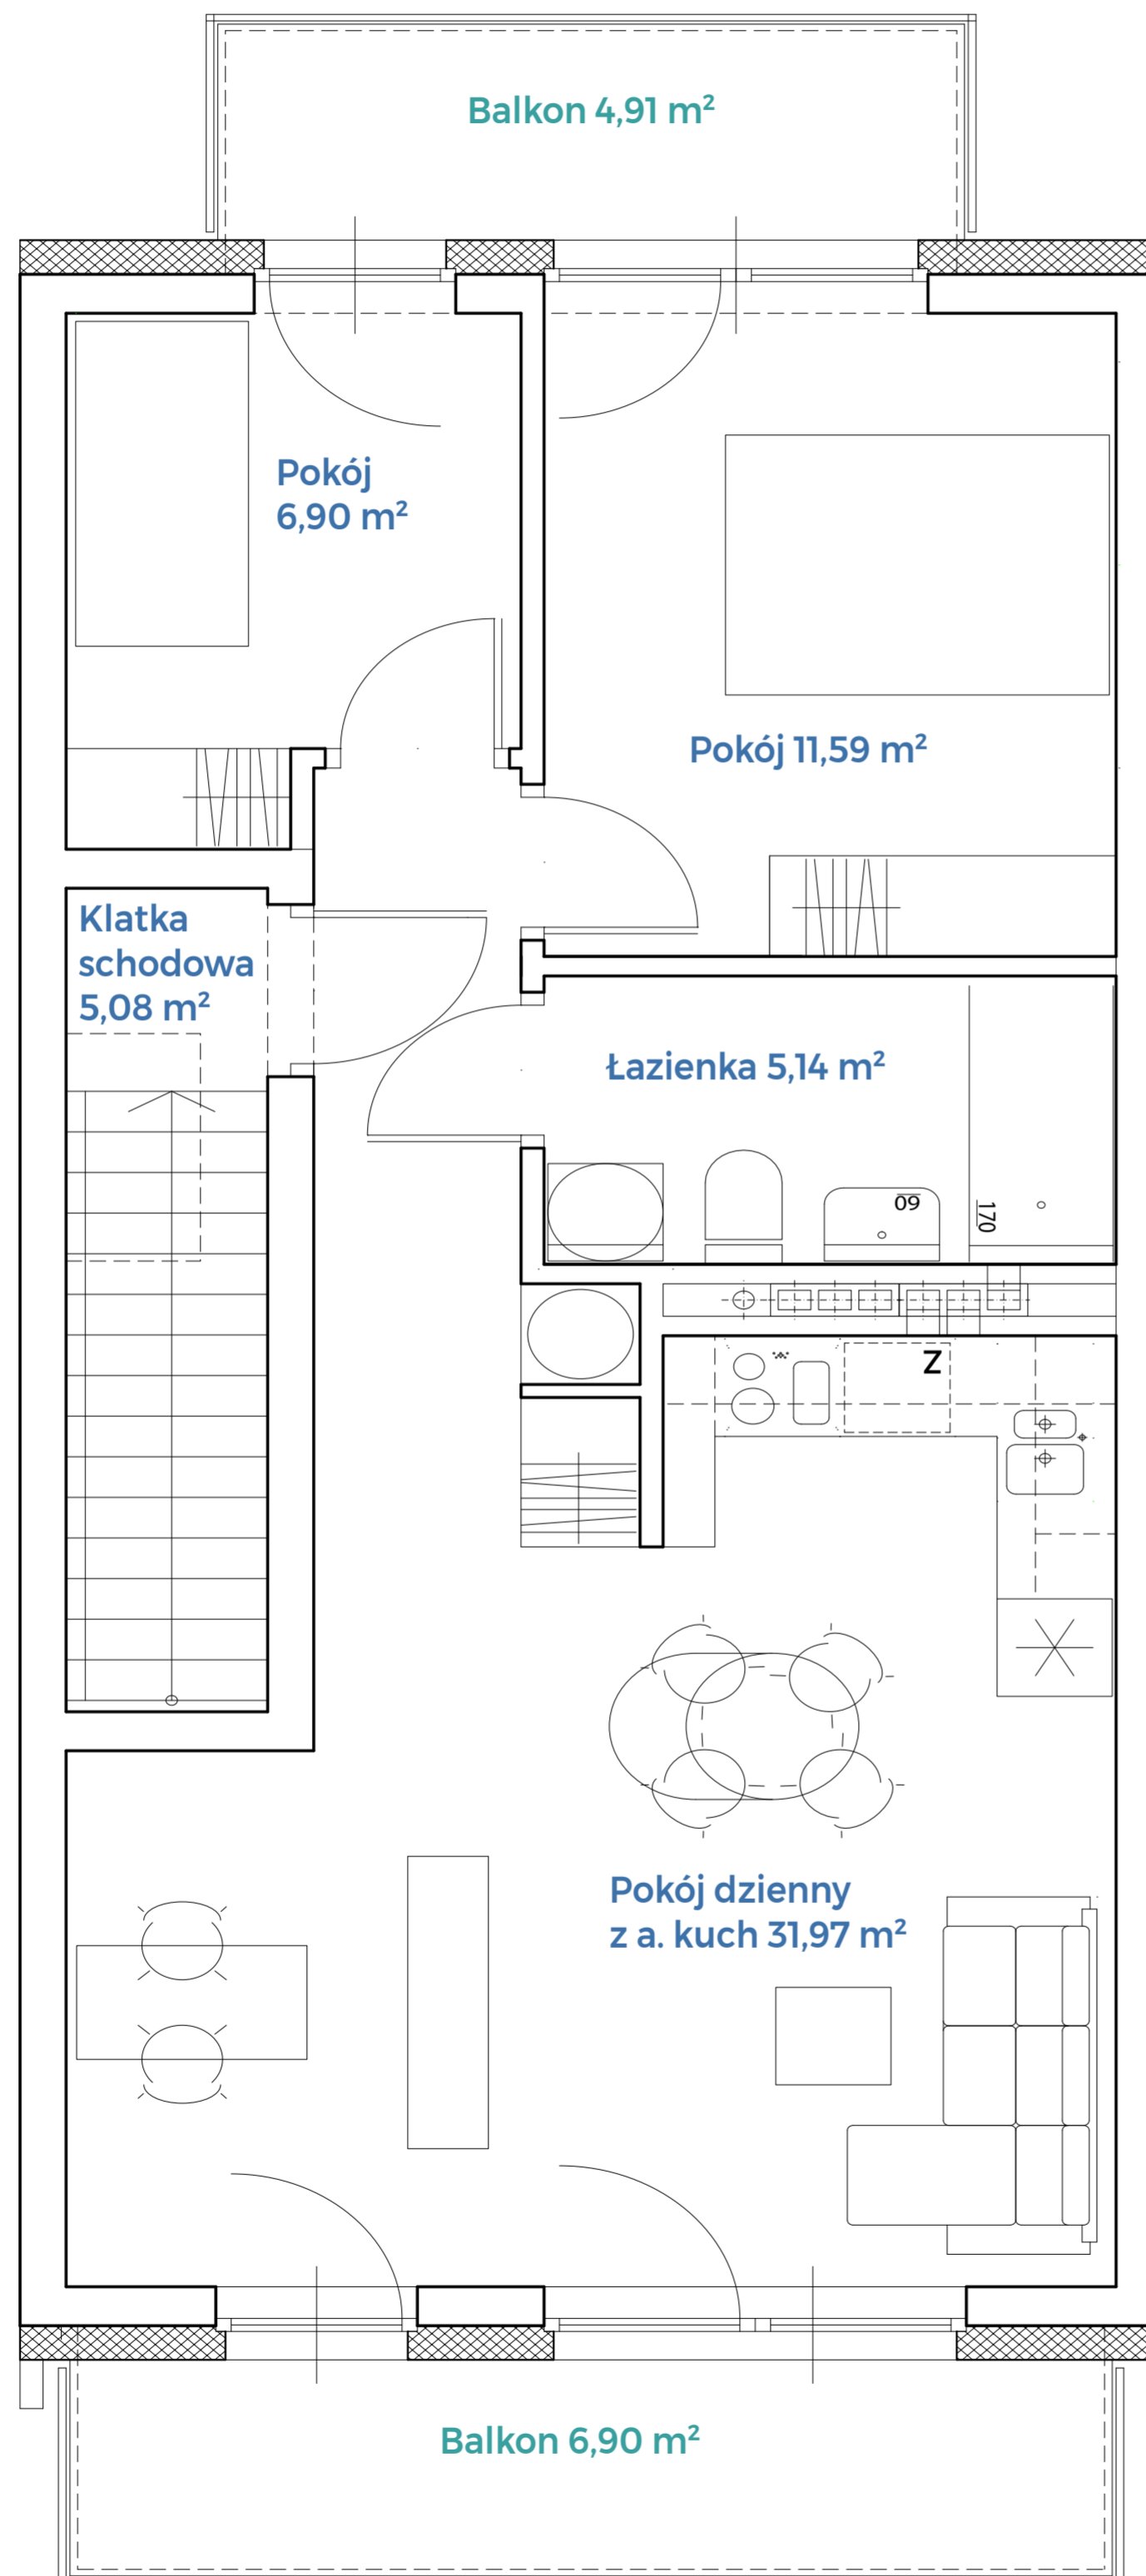 Balkon 4,91 m²
Pokój
6,90 m²
Pokój 11,59 m²
Klatka
schodowa
5,08 m²
Łazienka 5,14 m²
60
170
Z
Pokój dzienny
z a. kuch 31,97 m²
Balkon 6,90 m²